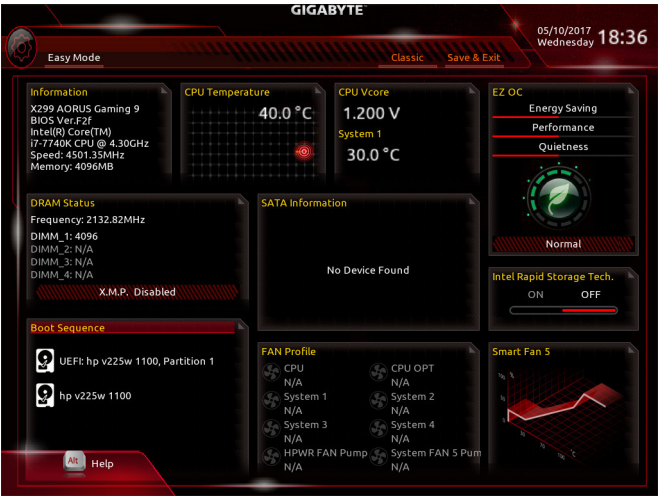 GIGABYTE
05/10/2017
Wednesday
18:36
Easy Mode
Classic
Save & Exit
Information
X299 AORUS Gaming 9
BIOS Ver.F2f
Intel(R) Core(TM)
i7-7740K CPU @ 4.30GHz
Speed: 4501.35MHz
Memory: 4096MB
CPU Temperature
40.0 °C
CPU Vcore
1.200 V
System 1
30.0 °C
EZ OC
Energy Saving
Performance
Quietness
Normal
DRAM Status
Frequency: 2132.82MHz
DIMM_1: 4096
DIMM_2: N/A
DIMM_3: N/A
DIMM_4: N/A
X.M.P. Disabled
SATA Information
No Device Found
Intel Rapid Storage Tech.
ON
OFF
Boot Sequence
UEFI: hp v225w 1100, Partition 1
hp v225w 1100
FAN Profile
CPU
N/A
CPU OPT
N/A
System 1
N/A
System 2
N/A
System 3
N/A
System 4
N/A
HPWR FAN Pump
N/A
System FAN 5 Pum
N/A
Smart Fan 5
100 %
50
0
50
100 °C
Alt
Help